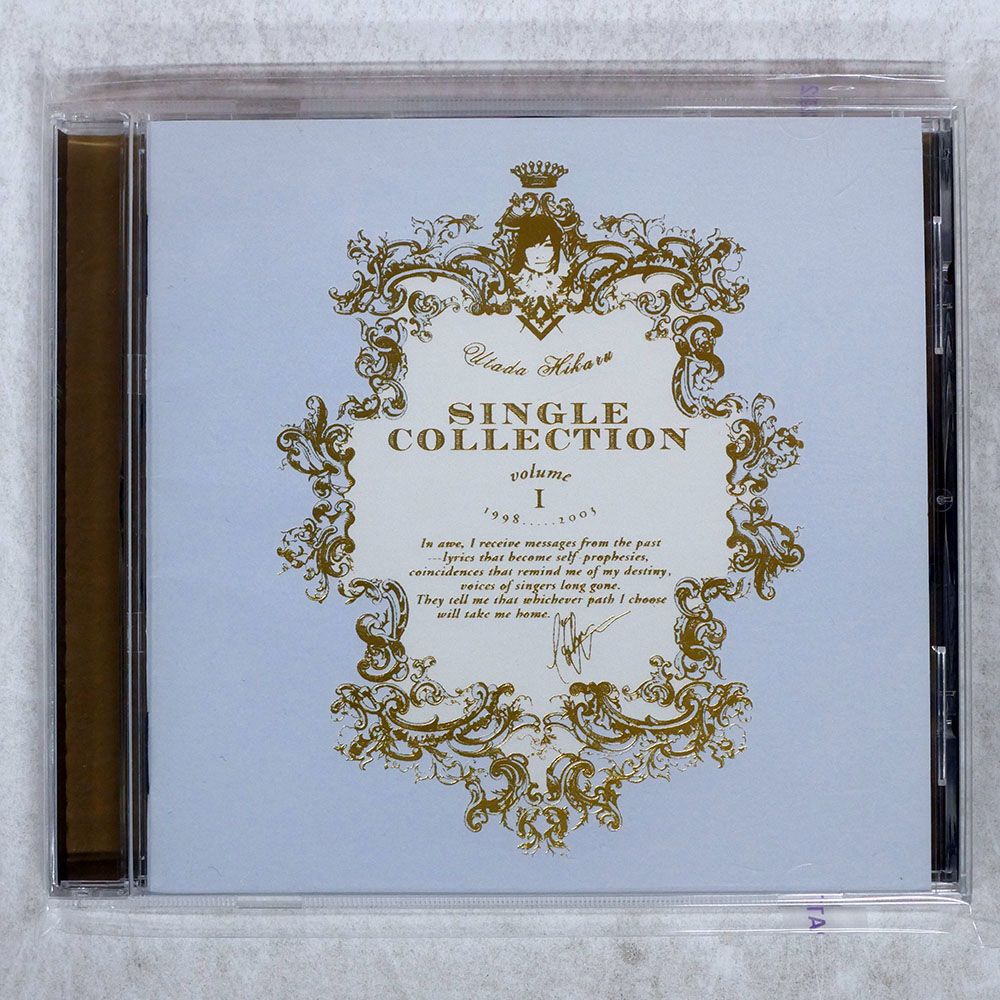 Utada Hikaru
SINGLE
COLLECTION
volume
I
1998.....2003
In awe, I receive messages from the past
---lyrics that become self-prophesies,
coincidences that remind me of my destiny,
voices of singers long gone.
They tell me that whichever path I choose
will take me home.